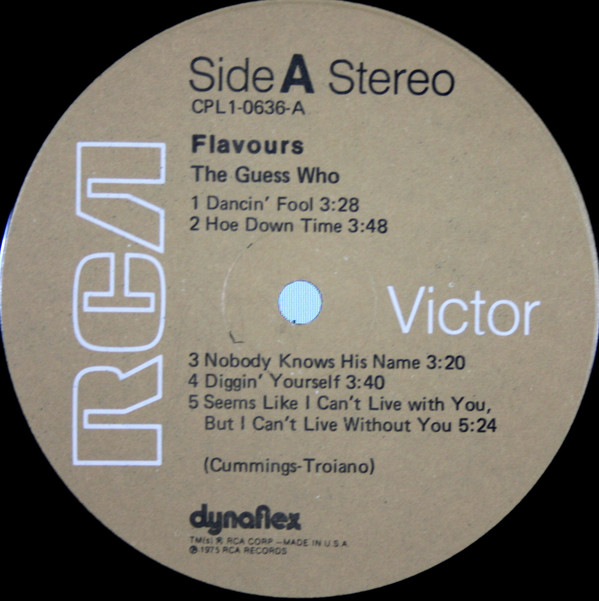 Side A Stereo
CPL1-0636-A
Flavours
The Guess Who
1 Dancin' Fool 3:28
2 Hoe Down Time 3:48
RCA
Victor
3 Nobody Knows His Name 3:20
4 Diggin' Yourself 3:40
5 Seems Like I Can't Live with You,
But I Can't Live Without You 5:24
(Cummings-Troiano)
dynaflex
TM(s) ® RCA CORP –MADE IN U.S.A
℗ 1975 RCA RECORDS